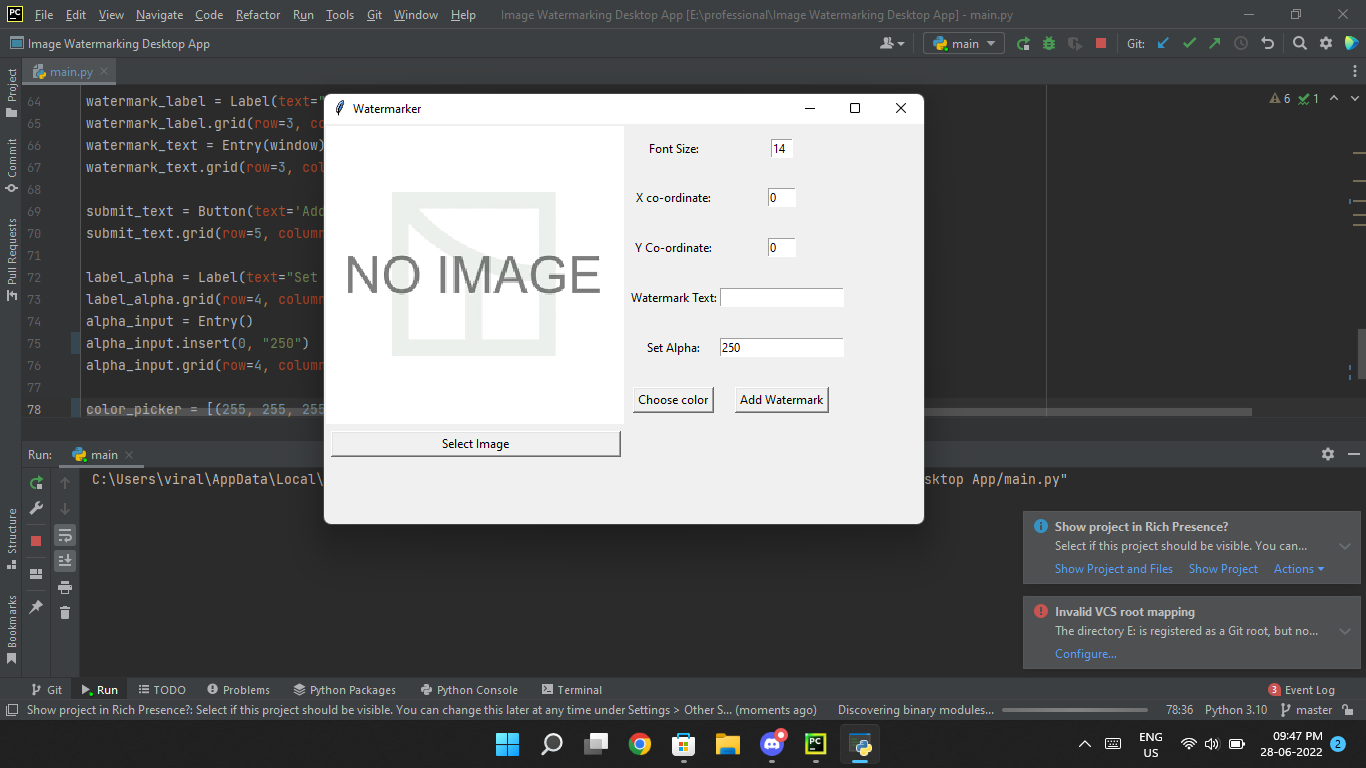 PC File Edit View Navigate Code Refactor Run Tools Git Window Help Image Watermarking Desktop App [E:\professional\Image Watermarking Desktop App] - main.py
Image Watermarking Desktop App main Git:
main.py
Project
Commit
Pull Requests
Structure
Bookmarks
64 watermark_label = Label(text="
65 watermark_label.grid(row=3, co
66 watermark_text = Entry(window)
67 watermark_text.grid(row=3, col
68
69 submit_text = Button(text='Add
70 submit_text.grid(row=5, column
71
72 label_alpha = Label(text="Set
73 label_alpha.grid(row=4, column
74 alpha_input = Entry()
75 alpha_input.insert(0, "250")
76 alpha_input.grid(row=4, column
77
78 color_picker = [(255, 255, 255
6 1
Watermarker
NO IMAGE
Select Image
Font Size: 14
X co-ordinate: 0
Y Co-ordinate: 0
Watermark Text:
Set Alpha: 250
Choose color Add Watermark
Run: main
C:\Users\viral\AppData\Local\
sktop App/main.py"
Show project in Rich Presence?
Select if this project should be visible. You can...
Show Project and Files Show Project Actions
Invalid VCS root mapping
The directory E: is registered as a Git root, but no...
Configure...
Git Run TODO Problems Python Packages Python Console Terminal 3 Event Log
Show project in Rich Presence?: Select if this project should be visible. You can change this later at any time under Settings > Other S... (moments ago) Discovering binary modules... 78:36 Python 3.10 master
PC
ENG
US
09:47 PM
28-06-2022
2